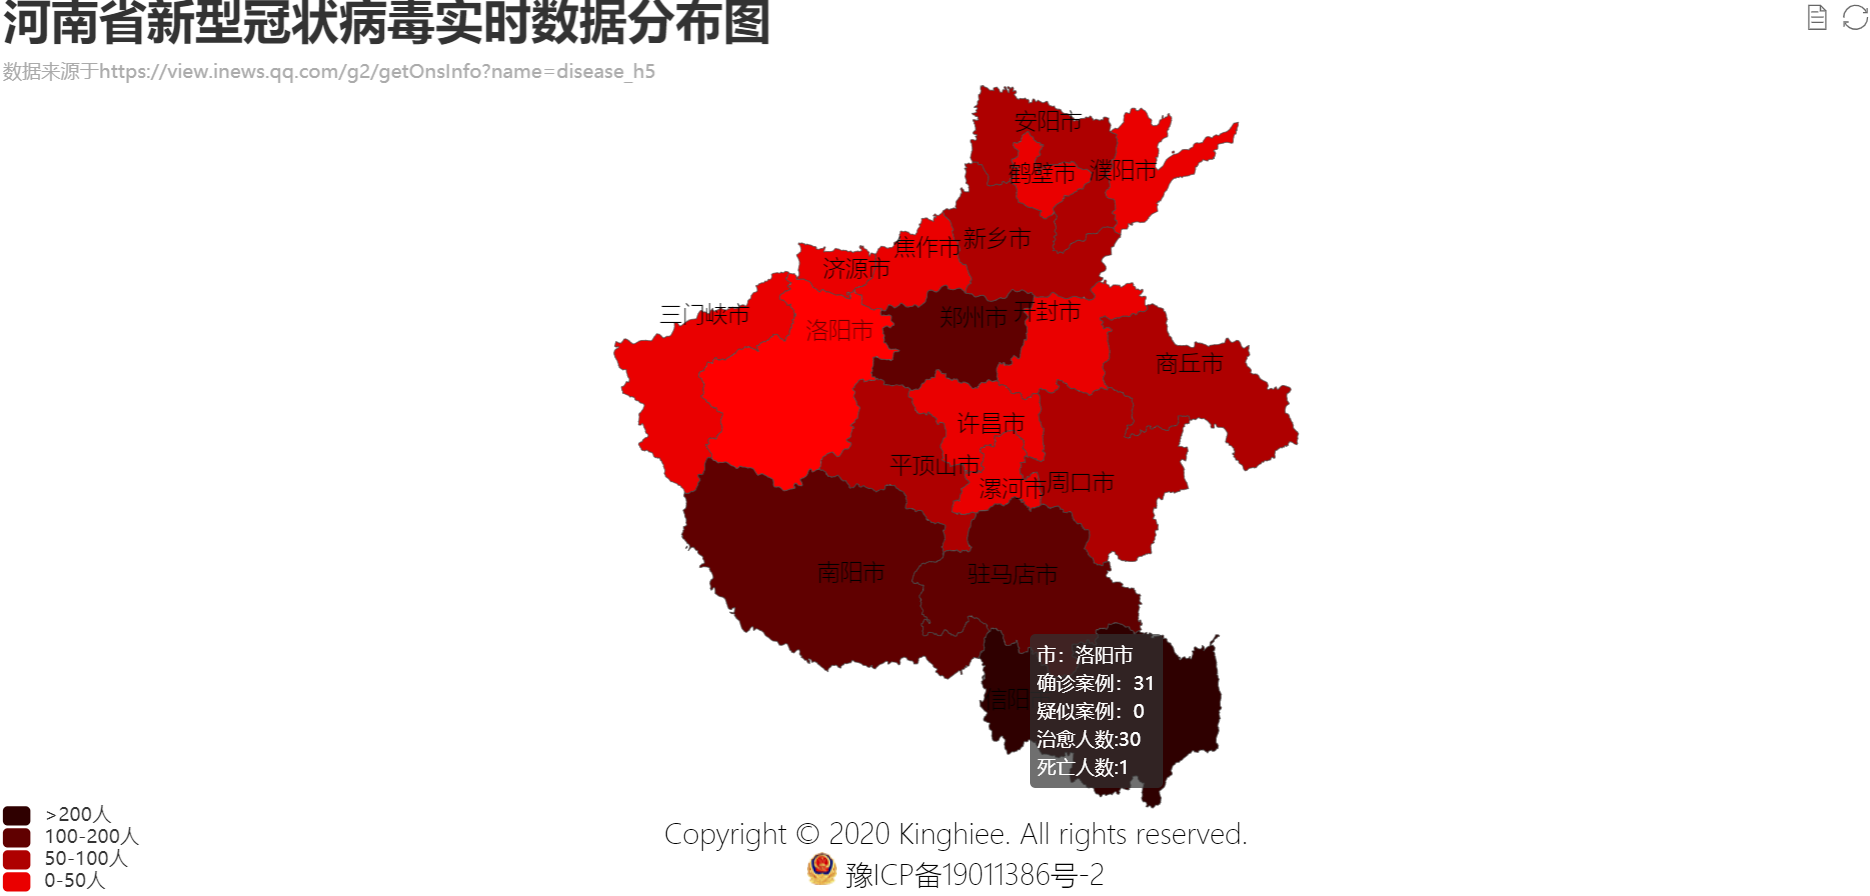 河南省新型冠状病毒实时数据分布图
数据来源于https://view.inews.qq.com/g2/getOnsInfo?name=disease_h5
安阳市
鹤壁市
濮阳市
新乡市
焦作市
济源市
三门峡市
洛阳市
郑州市
开封市
商丘市
许昌市
平顶山市
漯河市
周口市
南阳市
驻马店市
信阳
市：洛阳市
确诊案例：31
疑似案例：0
治愈人数:30
死亡人数:1
>200人
100-200人
50-100人
0-50人
Copyright © 2020 Kinghiee. All rights reserved.
豫ICP备19011386号-2